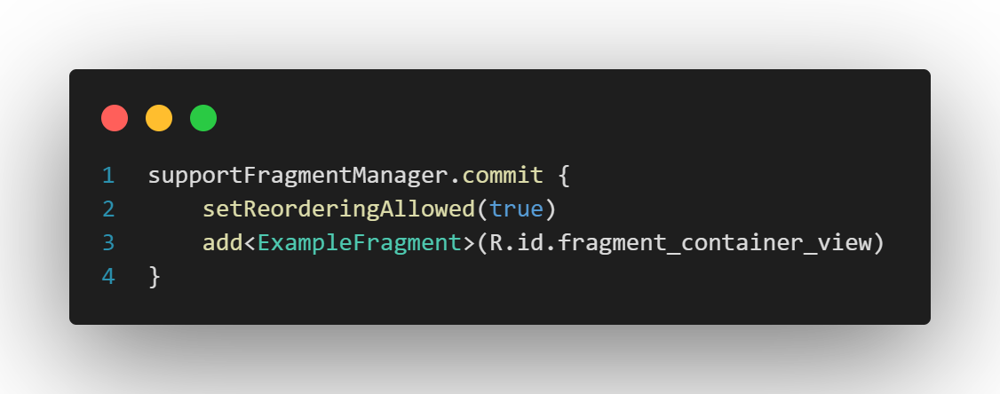 1 supportFragmentManager.commit {
2     setReorderingAllowed(true)
3     add<ExampleFragment>(R.id.fragment_container_view)
4 }